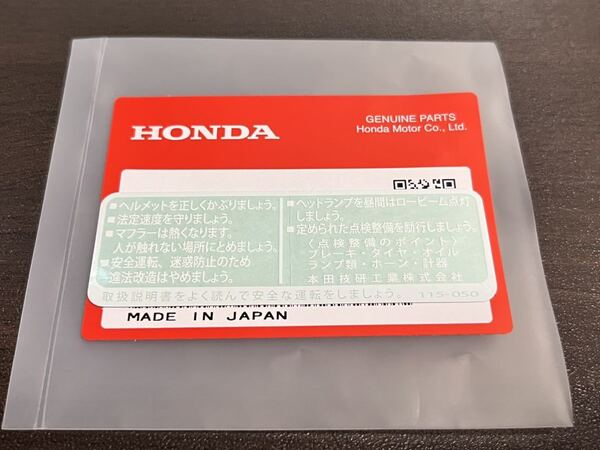 HONDA
GENUINE PARTS
Honda Motor Co., Ltd.
■ヘルメットを正しくかぶりましょう。
■法定速度を守りましょう。
■マフラーは熱くなります。
人が触れない場所にとめましょう。
■安全運転、迷惑防止のため
違法改造はやめましょう。
■ヘッドランプを昼間はロービーム点灯
しましょう。
■定められた点検整備を励行しましょう。
〈点検整備のポイント〉
ブレーキ・タイヤ・オイル
ランプ類・ホーン・計器
本田技研工業株式会社
取扱説明書をよく読んで安全な運転をしましょう 115-050
MADE IN JAPAN